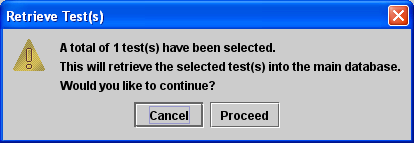 Retrieve Test(s)
A total of 1 test(s) have been selected.
This will retrieve the selected test(s) into the main database.
Would you like to continue?
Cancel Proceed